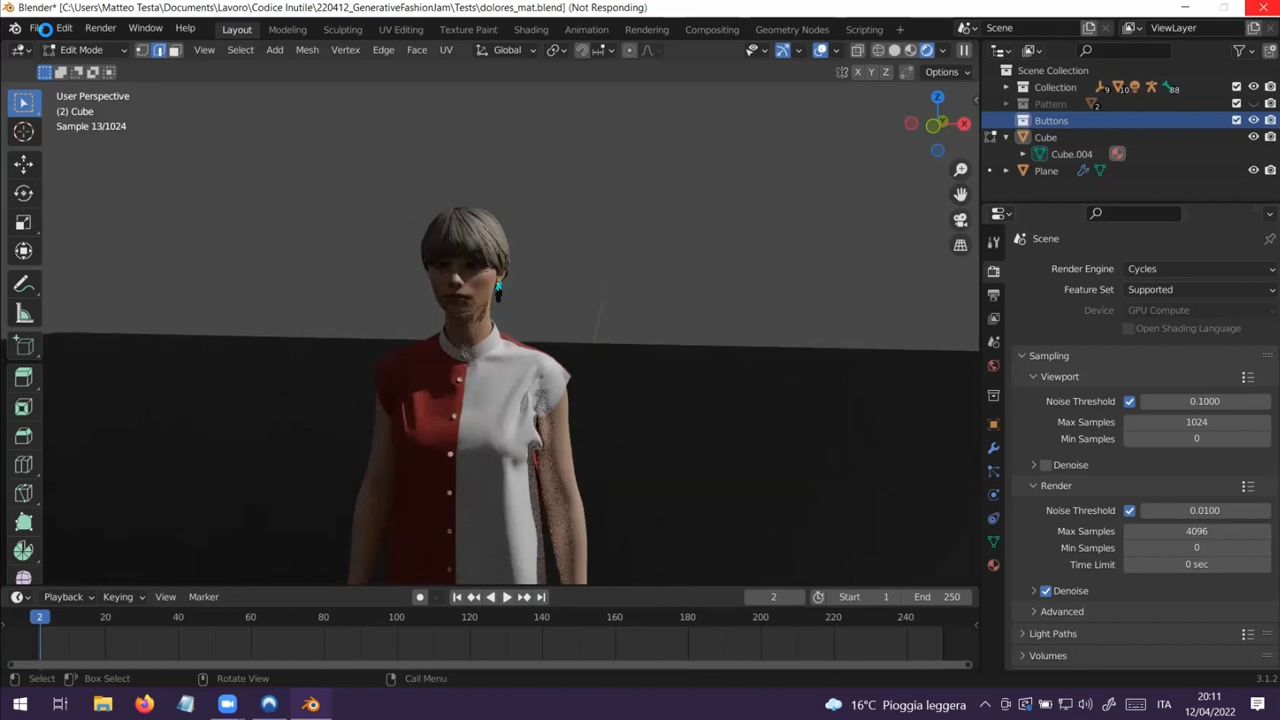 Blender* [C:\Users\Matteo Testa\Documents\Lavoro\Codice Inutile\220412_GenerativeFashionJam\Tests\dolores_mat.blend] (Not Responding)
Edit Render Window Help Layout Modeling Sculpting UV Editing Texture Paint Shading Animation Rendering Compositing Geometry Nodes Scripting Scene ViewLayer
Edit Mode View Select Add Mesh Vertex Edge Face UV Global
X Y Z Options
User Perspective
(2) Cube
Sample 13/1024
Z
X
Scene Collection
Collection 9 10 88
Pattern 2
Buttons
Cube
Cube.004
Plane
Scene
Render Engine Cycles
Feature Set Supported
Device GPU Compute
Open Shading Language
Sampling
Viewport
Noise Threshold 0.1000
Max Samples 1024
Min Samples 0
Denoise
Render
Noise Threshold 0.0100
Max Samples 4096
Min Samples 0
Time Limit 0 sec
Denoise
Advanced
Light Paths
Volumes
Playback Keying View Marker 2 Start 1 End 250
2 20 40 60 80 100 120 140 160 180 200 220 240
Select Box Select Rotate View Call Menu 3.1.2
16°C Pioggia leggera ITA 20:11
12/04/2022